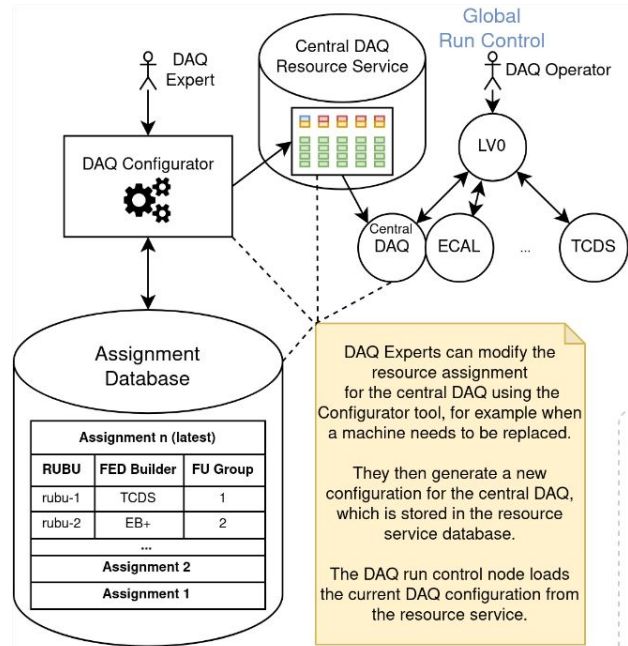 Global
Run Control
DAQ
Expert
Central DAQ
Resource Service
DAQ Operator
DAQ Configurator
LV0
Central
DAQ
ECAL
...
TCDS
Assignment
Database
Assignment n (latest)
RUBU FED Builder FU Group
rubu-1 TCDS 1
rubu-2 EB+ 2
...
Assignment 2
Assignment 1
DAQ Experts can modify the
resource assignment
for the central DAQ using the
Configurator tool, for example when
a machine needs to be replaced.
They then generate a new
configuration for the central DAQ,
which is stored in the resource
service database.
The DAQ run control node loads
the current DAQ configuration from
the resource service.